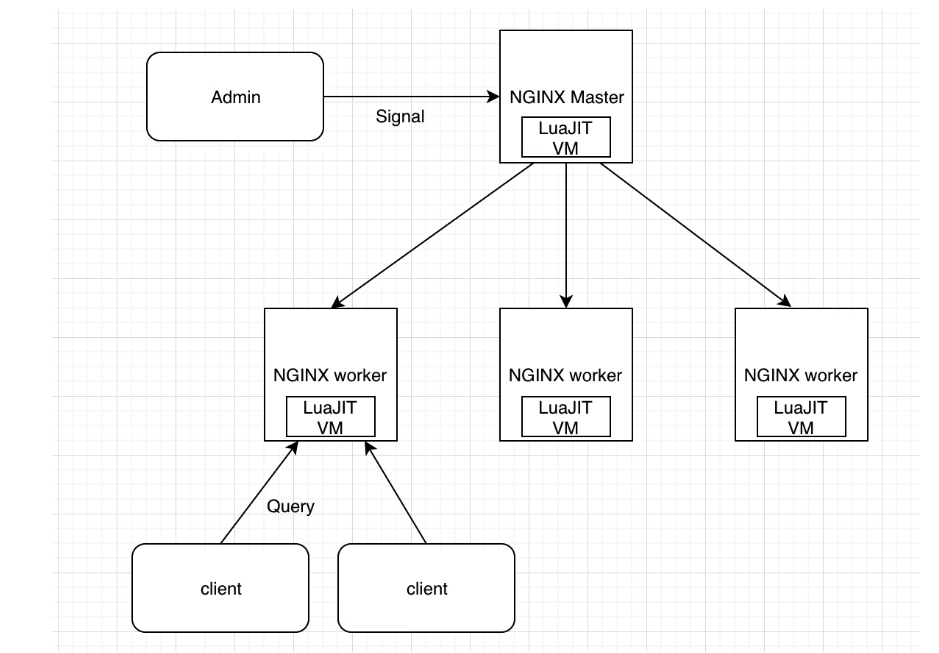 Admin
Signal
NGINX Master
LuaJIT
VM
NGINX worker
LuaJIT
VM
NGINX worker
LuaJIT
VM
NGINX worker
LuaJIT
VM
Query
client
client